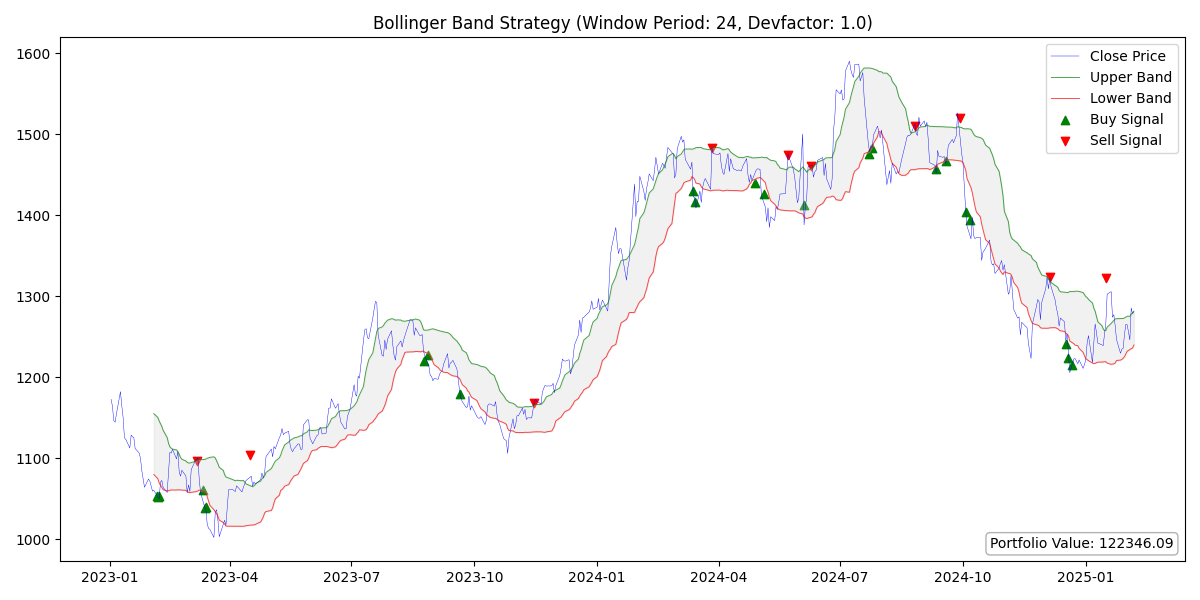 Bollinger Band Strategy (Window Period: 24, Devfactor: 1.0)
1600
1500
1400
1300
1200
1100
1000
Close Price
Upper Band
Lower Band
Buy Signal
Sell Signal
Portfolio Value: 122346.09
2023-01 2023-04 2023-07 2023-10 2024-01 2024-04 2024-07 2024-10 2025-01